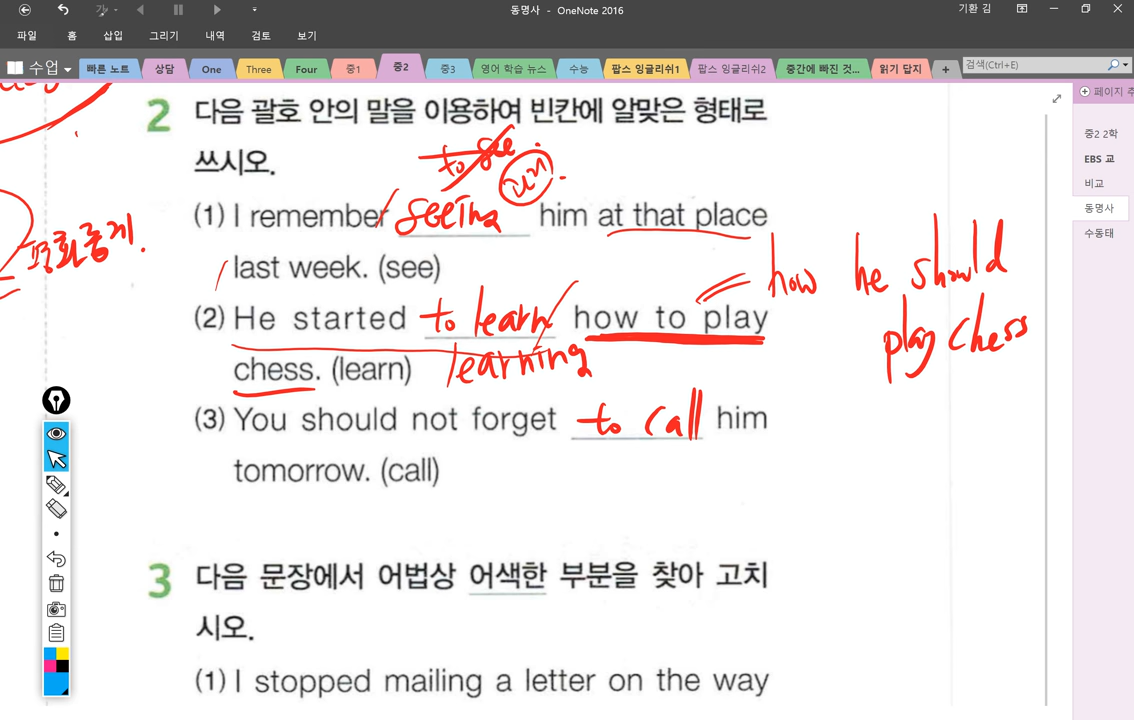 동명사 - OneNote 2016
기환 김
파일 홈 삽입 그리기 내역 검토 보기
수업 빠른 노트 상담 One Three Four 중1 중2 중3 영어 학습 뉴스 수능 팝스 잉글리쉬1 팝스 잉글리쉬2 중간에 빠진 것... 읽기 답지 + 검색(Ctrl+E)
페이지 추
중2 2학
EBS 교
비교
동명사
수동태
2 다음 괄호 안의 말을 이용하여 빈칸에 알맞은 형태로
쓰시오.
to see
(1) I remember seeing him at that place
last week. (see)
(2) He started to learn how to play
chess. (learn) learning
how he should
play chess
(3) You should not forget to call him
tomorrow. (call)
3 다음 문장에서 어법상 어색한 부분을 찾아 고치
시오.
(1) I stopped mailing a letter on the way